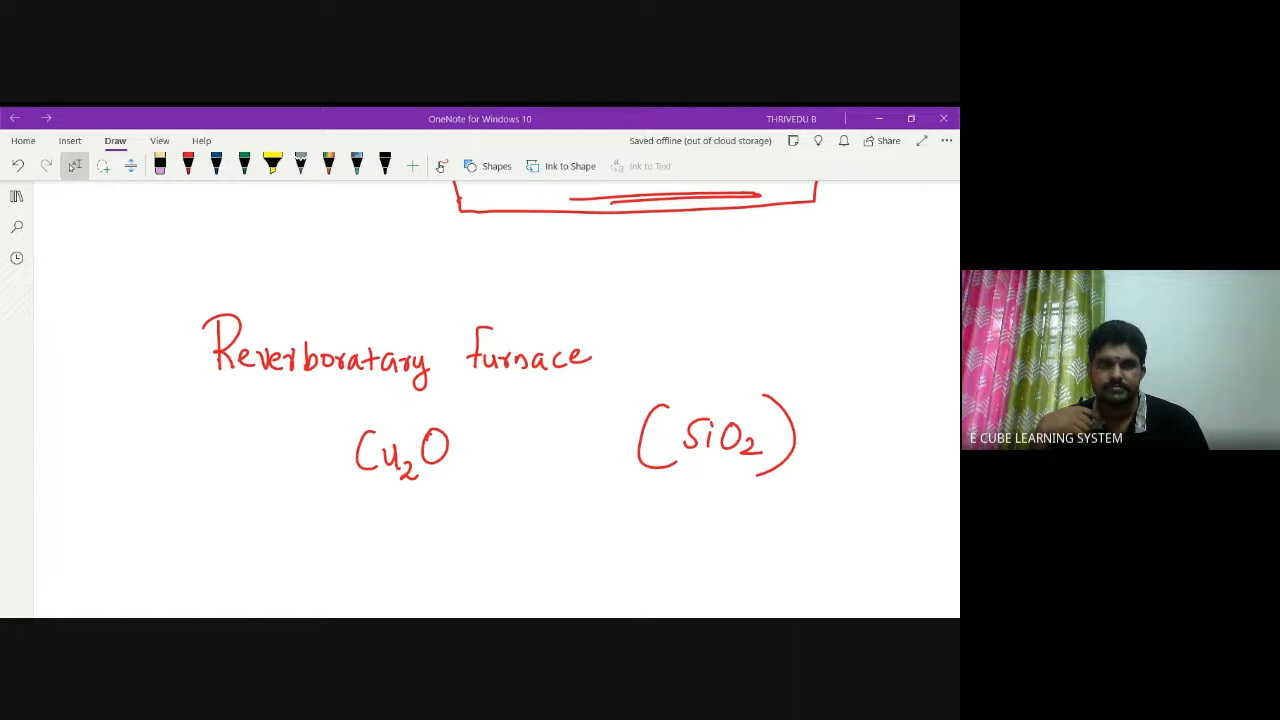 OneNote for Windows 10
THRIVEDU B
Home Insert Draw View Help
Saved offline (out of cloud storage)
Share
Shapes
Ink to Shape
Ink to Text
Reverboratary furnace
Cu₂O
(SiO₂)
E CUBE LEARNING SYSTEM